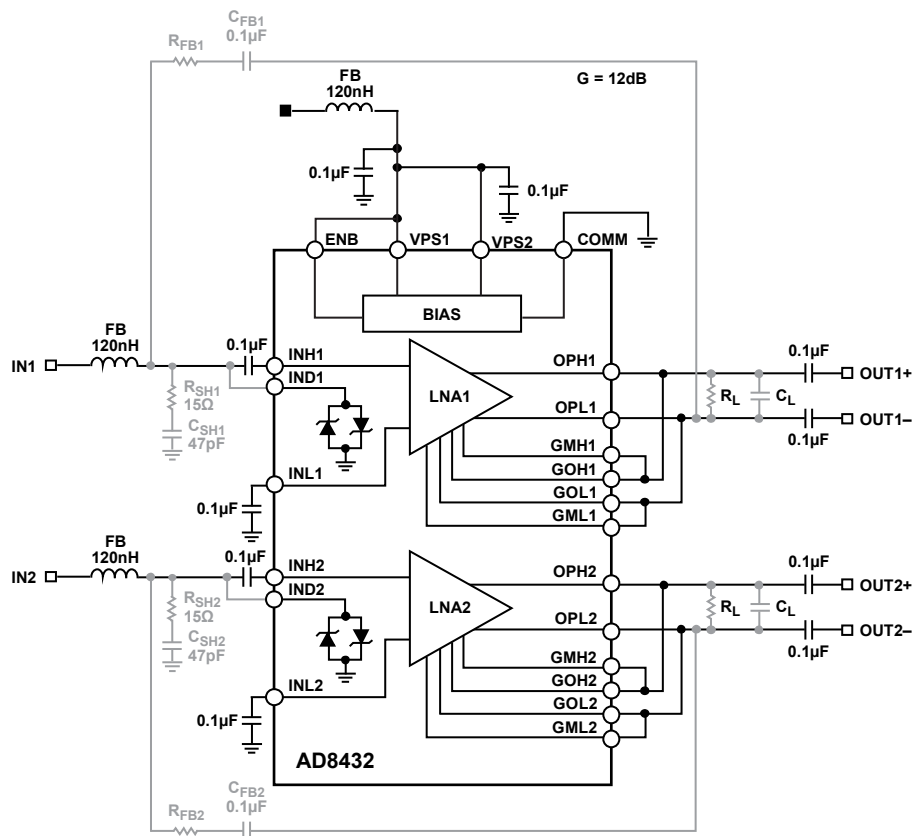 CFB1
0.1µF
RFB1
FB
120nH
G = 12dB
0.1µF
0.1µF
ENB
VPS1
VPS2
COMM
BIAS
FB
120nH
IN1
0.1µF
INH1
IND1
RSH1
15Ω
CSH1
47pF
LNA1
INL1
0.1µF
OPH1
OPL1
GMH1
GOH1
GOL1
GML1
RL
CL
0.1µF
OUT1+
OUT1–
0.1µF
FB
120nH
IN2
0.1µF
INH2
IND2
RSH2
15Ω
CSH2
47pF
LNA2
INL2
0.1µF
OPH2
OPL2
GMH2
GOH2
GOL2
GML2
RL
CL
0.1µF
OUT2+
OUT2–
0.1µF
AD8432
CFB2
0.1µF
RFB2